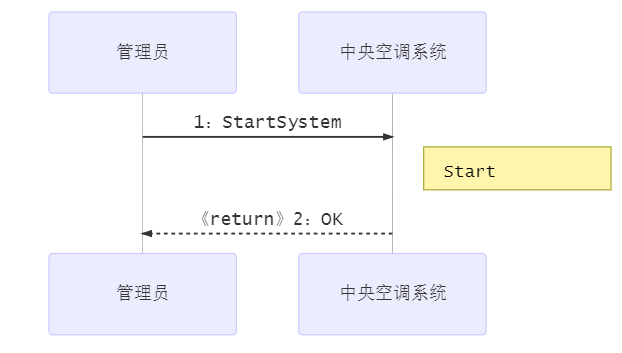 管理员
中央空调系统
1: StartSystem
Start
《return》2: OK
管理员
中央空调系统